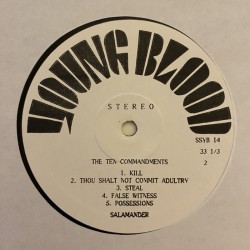 YOUNG BLOOD
STEREO
SSYB 14
33 1/3
2
THE TEN COMMANDMENTS
1. KILL
2. THOU SHALT NOT COMMIT ADULTRY
3. STEAL
4. FALSE WITNESS
5. POSSESSIONS
SALAMANDER